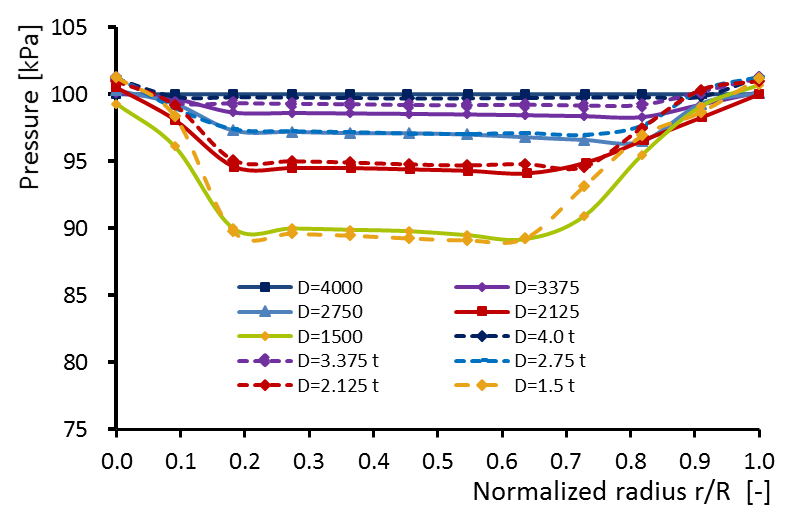 Pressure [kPa]
105
100
95
90
85
80
75
D=4000 D=3375
D=2750 D=2125
D=1500 D=4.0 t
D=3.375 t D=2.75 t
D=2.125 t D=1.5 t
0.0 0.1 0.2 0.3 0.4 0.5 0.6 0.7 0.8 0.9 1.0
Normalized radius r/R [-]